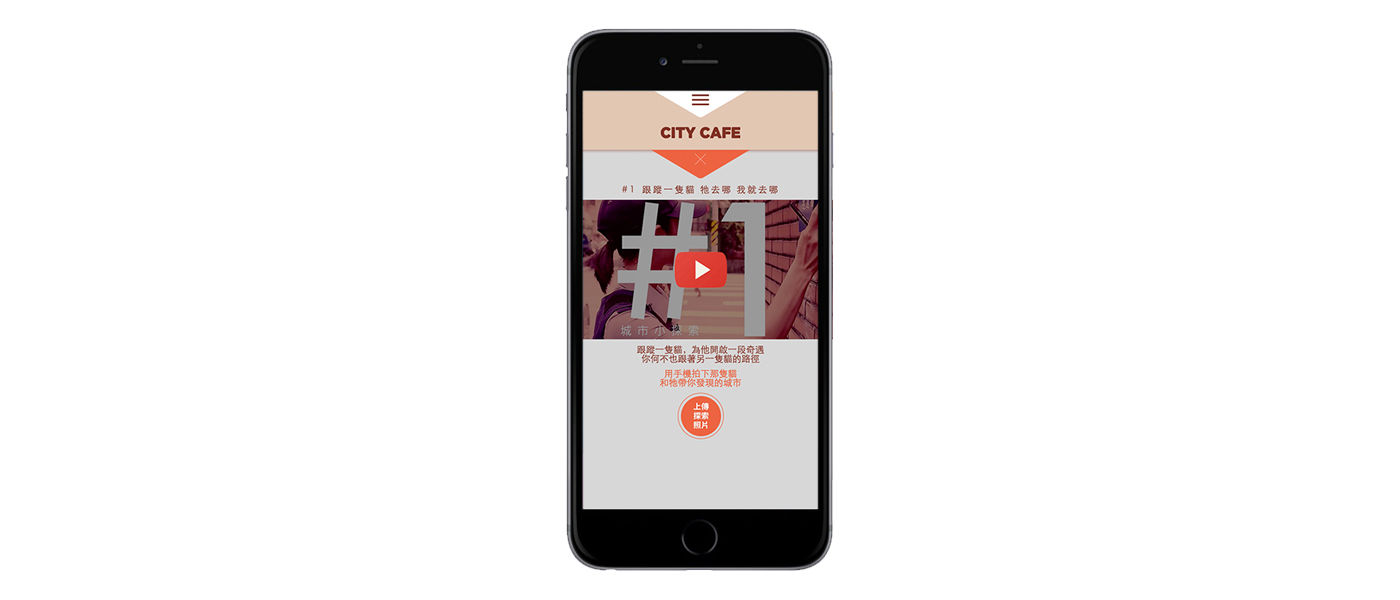 CITY CAFE
#1 跟蹤一隻貓 牠去哪 我就去哪
#1
城市小探索
跟蹤一隻貓，為他開啟一段奇遇
你何不也跟著另一隻貓的路徑
用手機拍下那隻貓
和牠帶你發現的城市
上傳
探索
照片